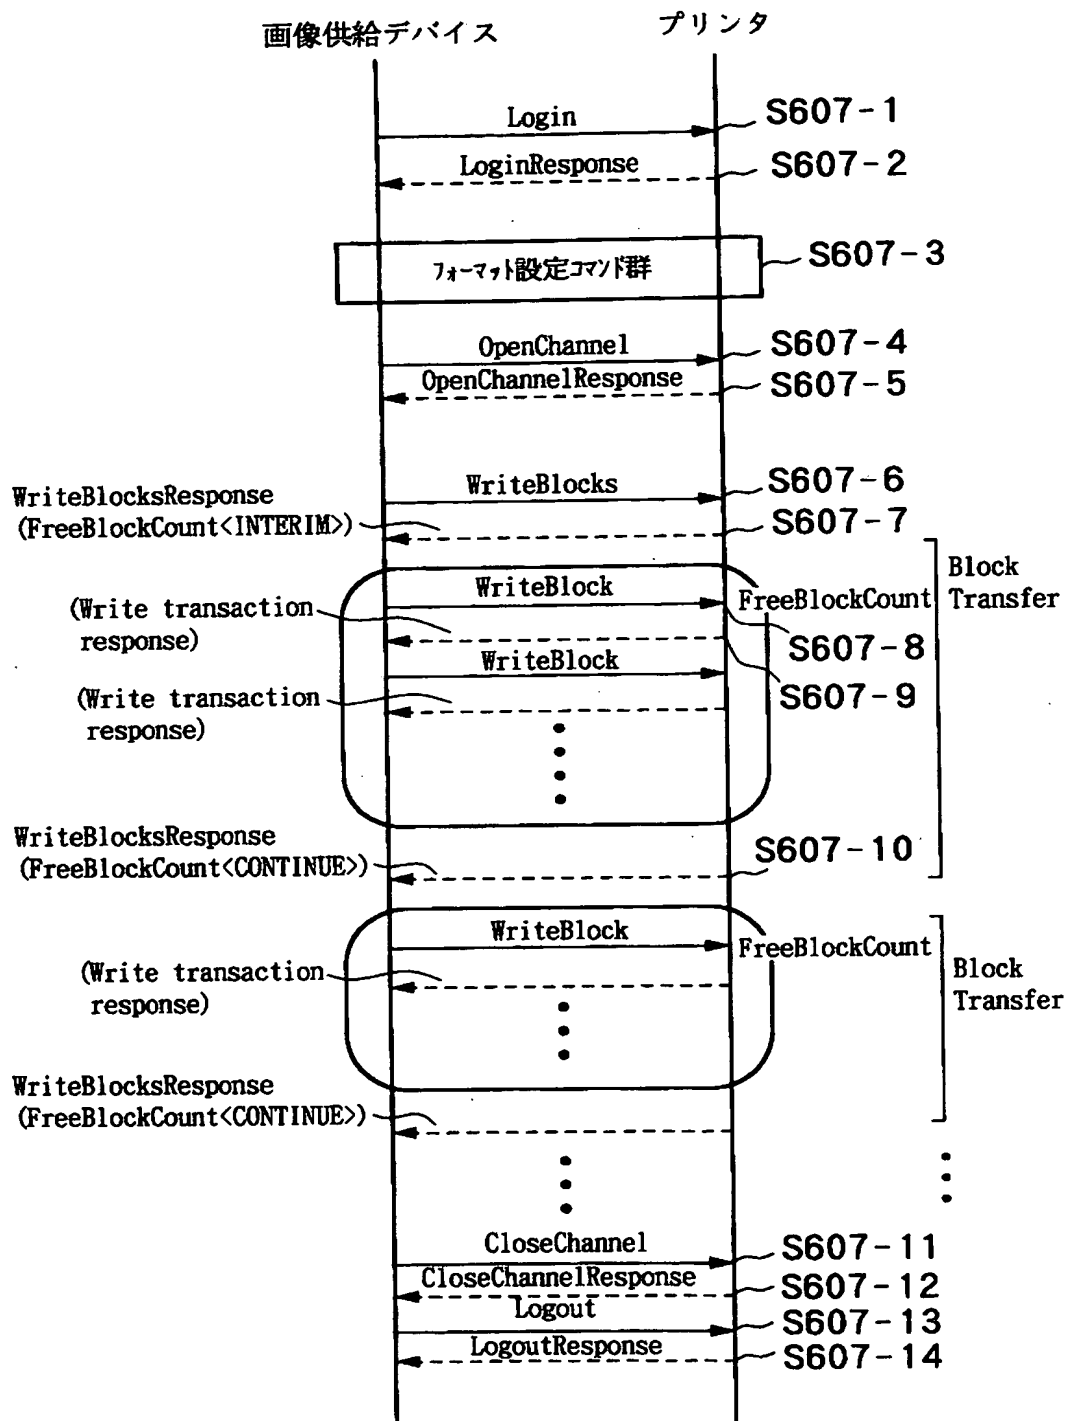 画像供給デバイス
プリンタ
Login
S607-1
LoginResponse
S607-2
フォーマット設定コマンド群
S607-3
OpenChannel
S607-4
OpenChannelResponse
S607-5
WriteBlocks
S607-6
WriteBlocksResponse
(FreeBlockCount<INTERIM>)
S607-7
Block
Transfer
WriteBlock
FreeBlockCount
S607-8
(Write transaction
response)
S607-9
WriteBlock
(Write transaction
response)
WriteBlocksResponse
(FreeBlockCount<CONTINUE>)
S607-10
WriteBlock
FreeBlockCount
(Write transaction
response)
Block
Transfer
WriteBlocksResponse
(FreeBlockCount<CONTINUE>)
CloseChannel
S607-11
CloseChannelResponse
S607-12
Logout
S607-13
LogoutResponse
S607-14